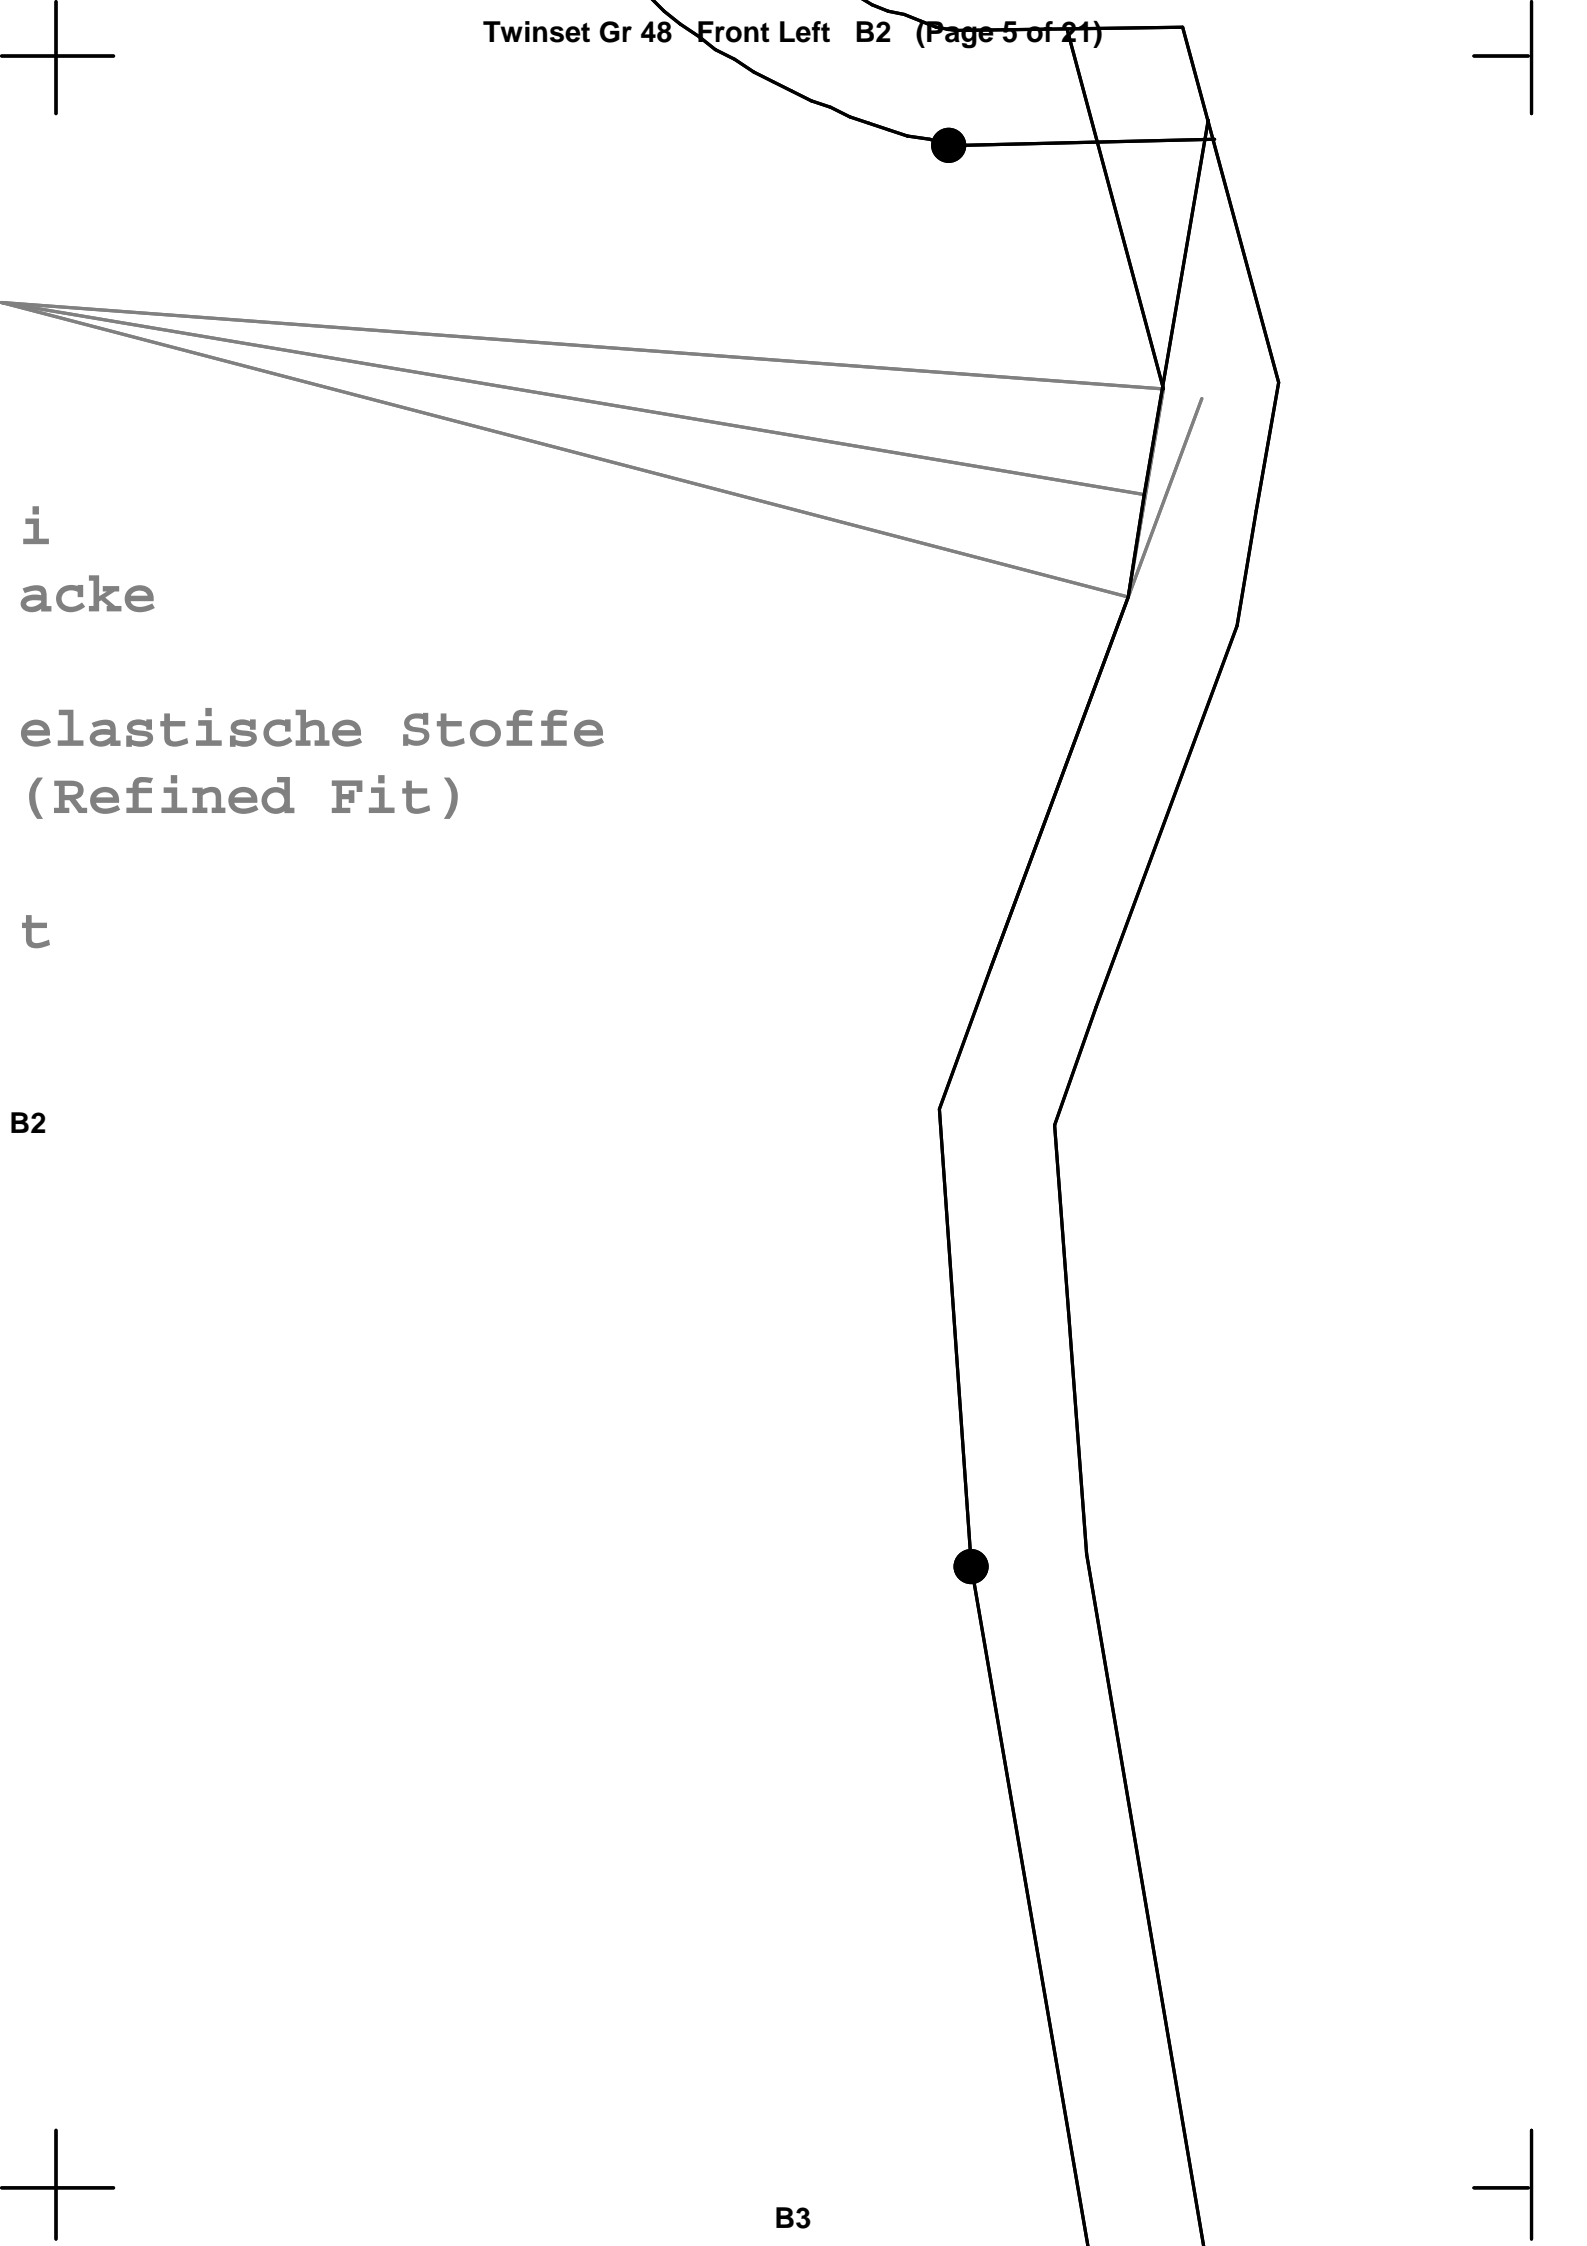 Twinset Gr 48 Front Left B2 (Page 5 of 21)
i
acke
elastische Stoffe
(Refined Fit)
t
B2
B3